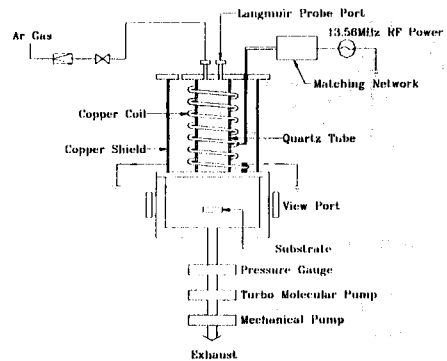 Langmuir Probe Port
Ar Gas
13.56MHz RF Power
Matching Network
Copper Coil
Quartz Tube
Copper Shield
View Port
Substrate
Pressure Gauge
Turbo Molecular Pump
Mechanical Pump
Exhaust